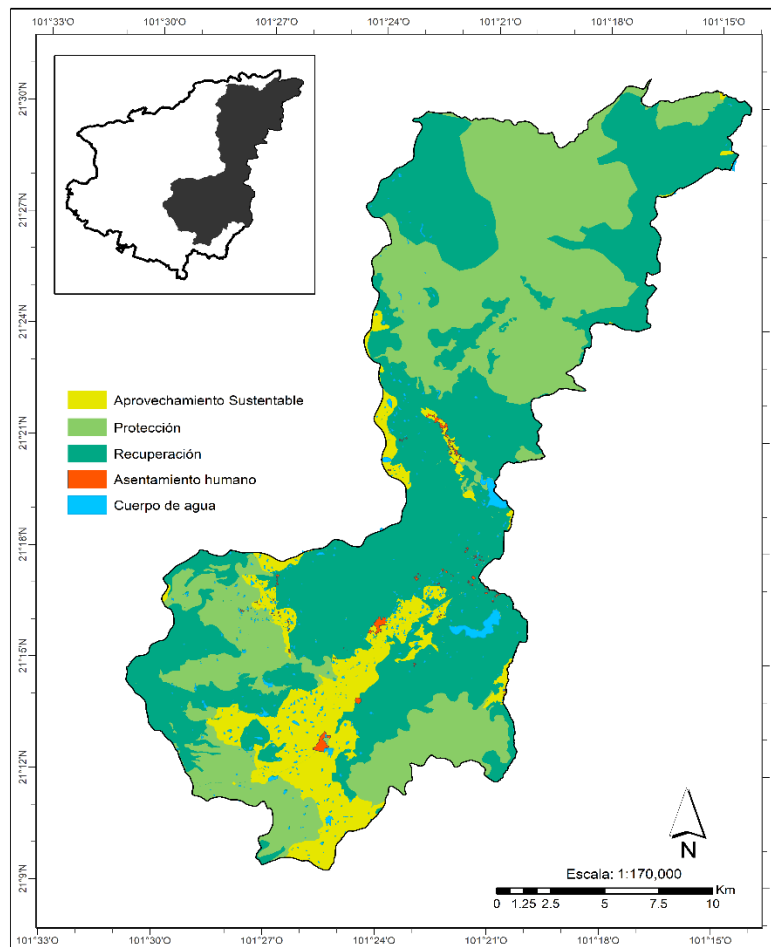 101°33'O 101°30'O 101°27'O 101°24'O 101°21'O 101°18'O 101°15'O
21°30'N
21°27'N
21°24'N
21°21'N
21°18'N
21°15'N
21°12'N
21°9'N
Aprovechamiento Sustentable
Protección
Recuperación
Asentamiento humano
Cuerpo de agua
N
Escala: 1:170,000
Km
0 1.25 2.5 5 7.5 10
101°33'O 101°30'O 101°27'O 101°24'O 101°21'O 101°18'O 101°15'O